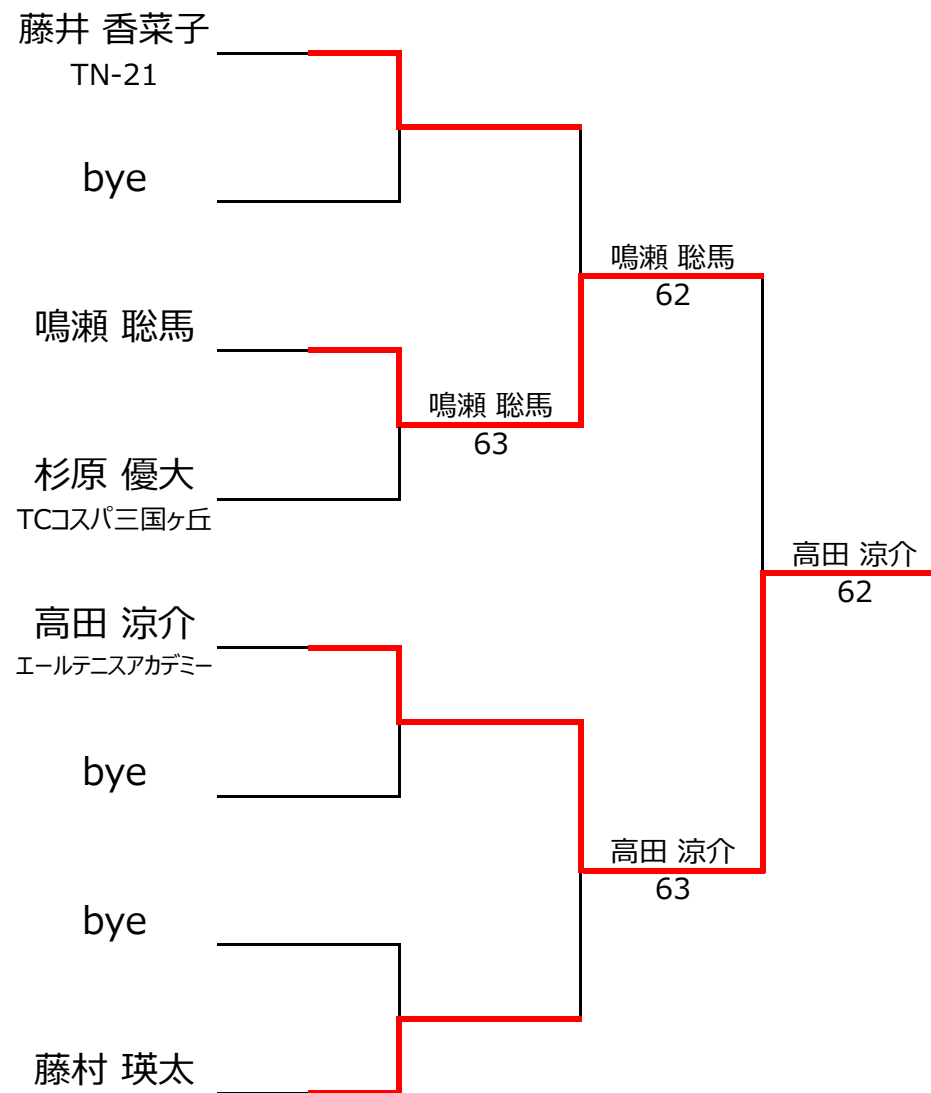 藤井 香菜子
TN-21
bye
鳴瀬 聡馬
62
鳴瀬 聡馬
鳴瀬 聡馬
63
杉原 優大
TCコスパ三国ヶ丘
高田 涼介
62
高田 涼介
エールテニスアカデミー
bye
高田 涼介
63
bye
藤村 瑛太